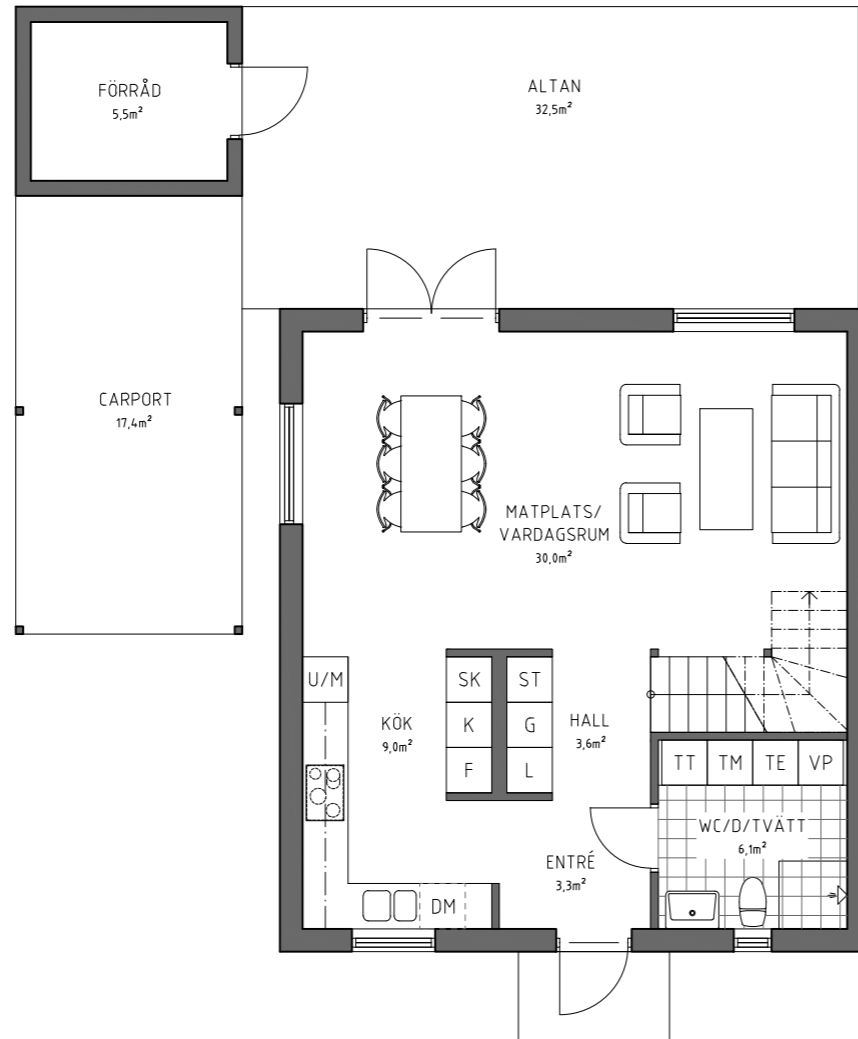 FÖRRÅD
5,5m²
ALTAN
32,5m²
CARPORT
17,4m²
MATPLATS/
VARDAGSRUM
30,0m²
U/M
SK
ST
K
G
F
L
KÖK
9,0m²
HALL
3,6m²
TT
TM
TE
VP
WC/D/TVÄTT
6,1m²
ENTRÉ
3,3m²
DM